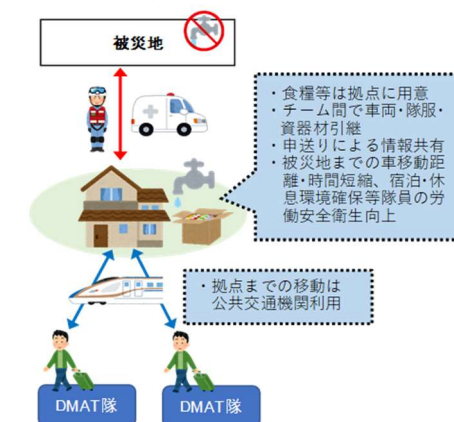 被災地
・食糧等は拠点に用意
・チーム間で車両・隊服・
資器材引継
・申送りによる情報共有
・被災地までの車移動距
離・時間短縮、宿泊・休
息環境確保等隊員の労
働安全衛生向上
・拠点までの移動は
公共交通機関利用
DMAT隊
DMAT隊